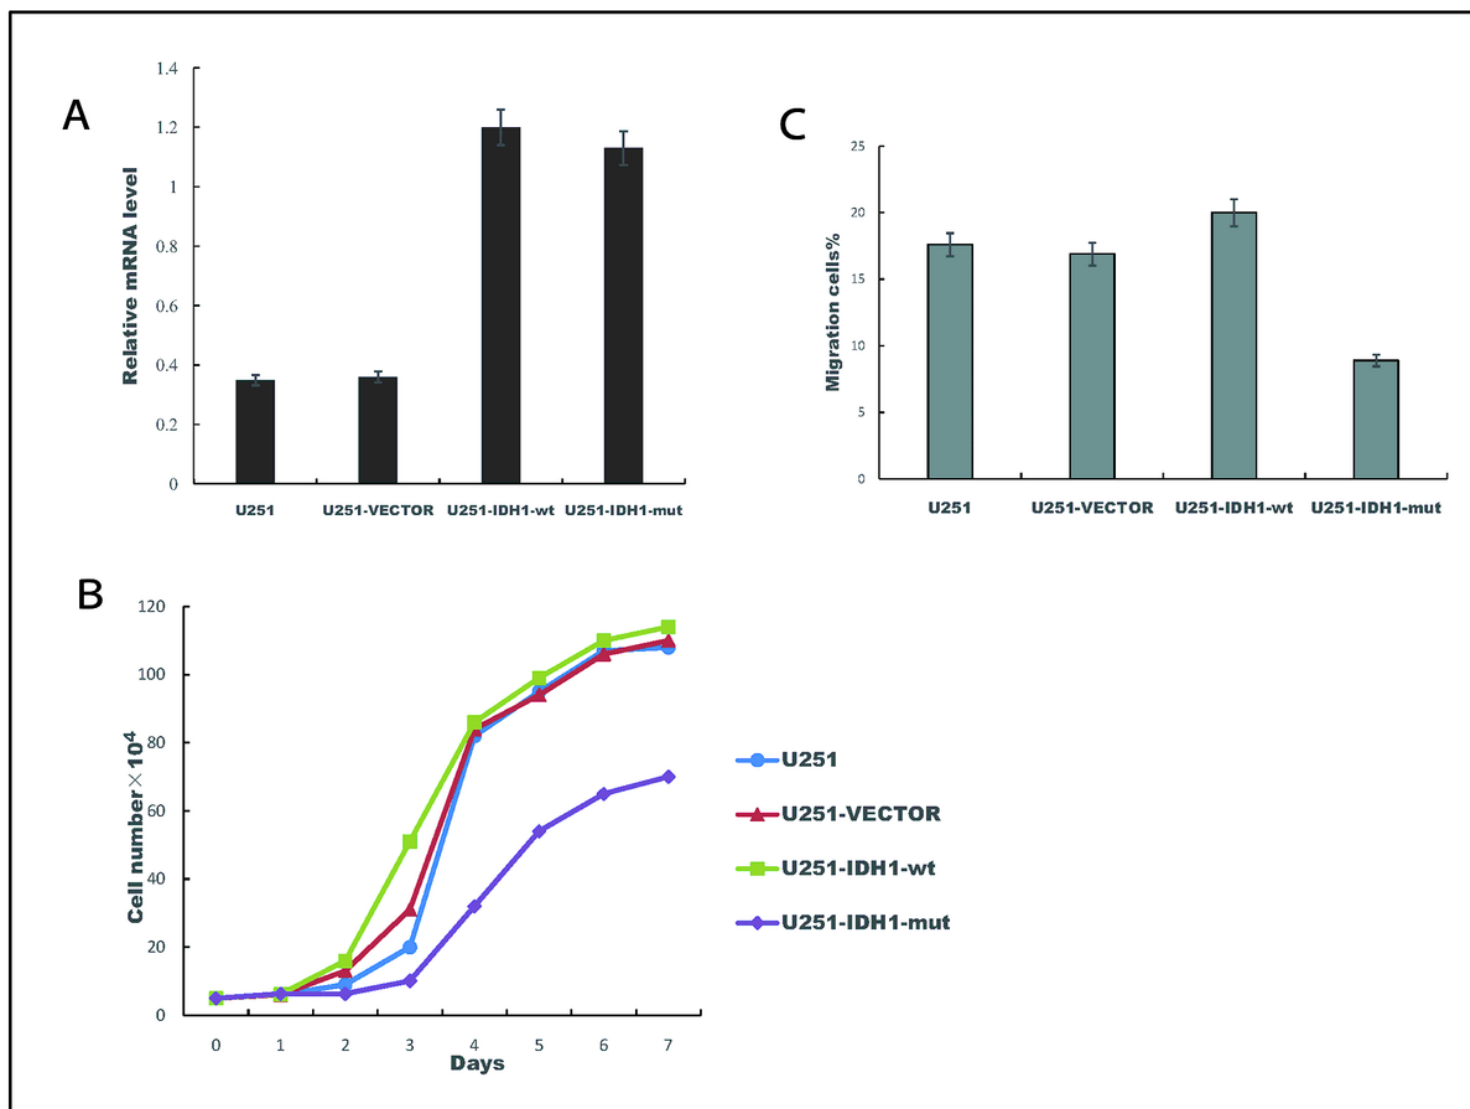 A
Relative mRNA level
1.4
1.2
1
0.8
0.6
0.4
0.2
0
U251
U251-VECTOR
U251-IDH1-wt
U251-IDH1-mut
C
Migration cells%
25
20
15
10
5
0
U251
U251-VECTOR
U251-IDH1-wt
U251-IDH1-mut
B
Cell number×10⁴
120
100
80
60
40
20
0
0 1 2 3 4 5 6 7
Days
U251
U251-VECTOR
U251-IDH1-wt
U251-IDH1-mut